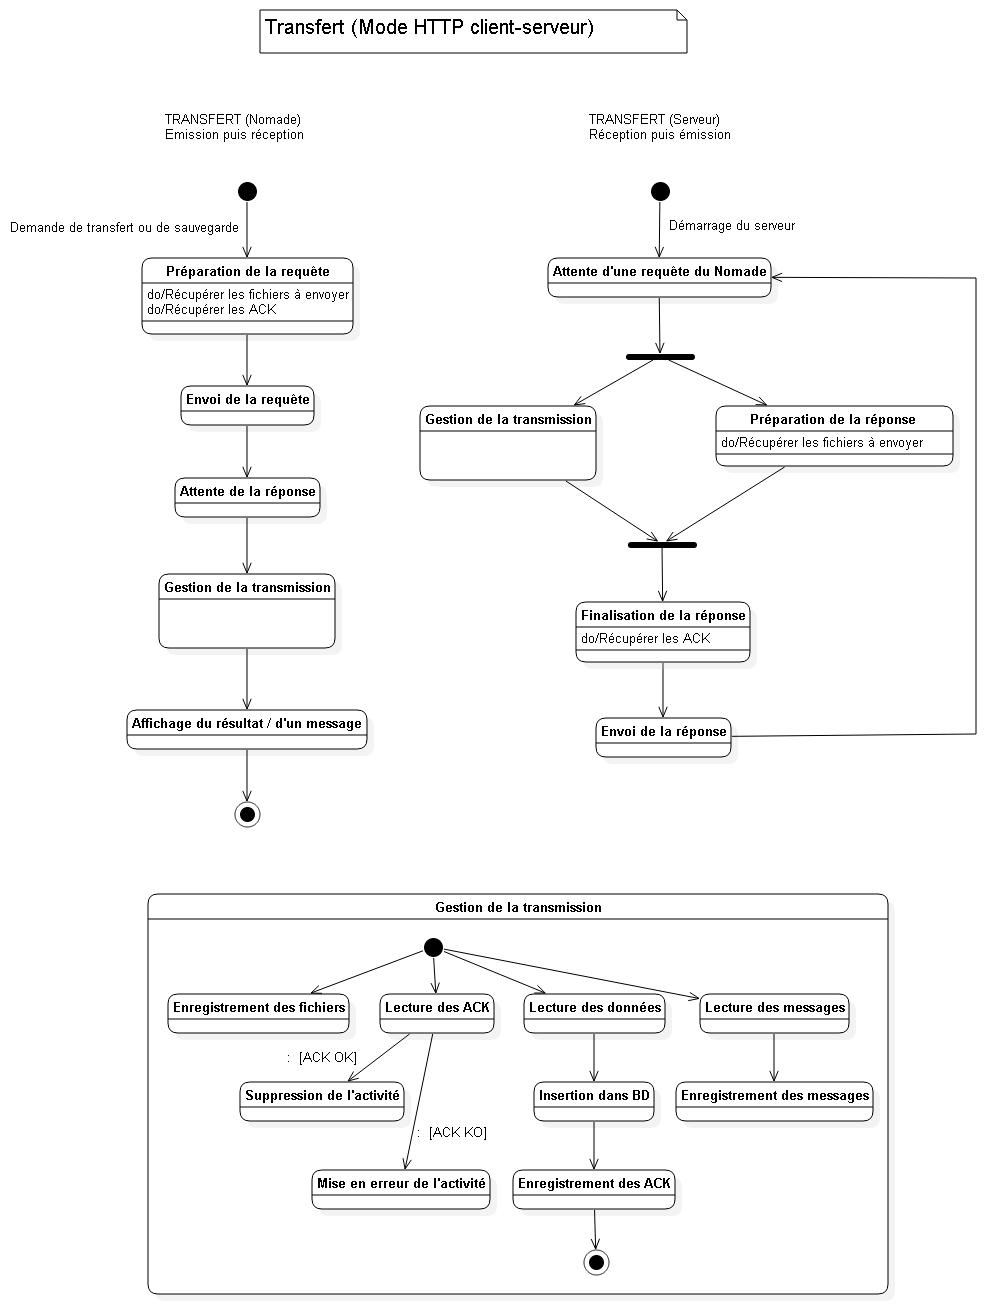 Transfert (Mode HTTP client-serveur)
TRANSFERT (Nomade)
Emission puis réception
Demande de transfert ou de sauvegarde
Préparation de la requête
do/Récupérer les fichiers à envoyer
do/Récupérer les ACK
Envoi de la requête
Attente de la réponse
Gestion de la transmission
Affichage du résultat / d'un message
TRANSFERT (Serveur)
Réception puis émission
Démarrage du serveur
Attente d'une requête du Nomade
Gestion de la transmission
Préparation de la réponse
do/Récupérer les fichiers à envoyer
Finalisation de la réponse
do/Récupérer les ACK
Envoi de la réponse
Gestion de la transmission
Enregistrement des fichiers
Lecture des ACK
Lecture des données
Lecture des messages
: [ACK OK]
Suppression de l'activité
Insertion dans BD
Enregistrement des messages
: [ACK KO]
Mise en erreur de l'activité
Enregistrement des ACK